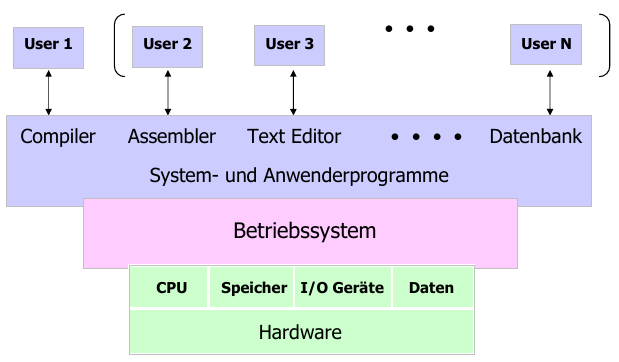 User 1 User 2 User 3 • • • User N
Compiler Assembler Text Editor • • • • Datenbank
System- und Anwenderprogramme
Betriebssystem
CPU Speicher I/O Geräte Daten
Hardware